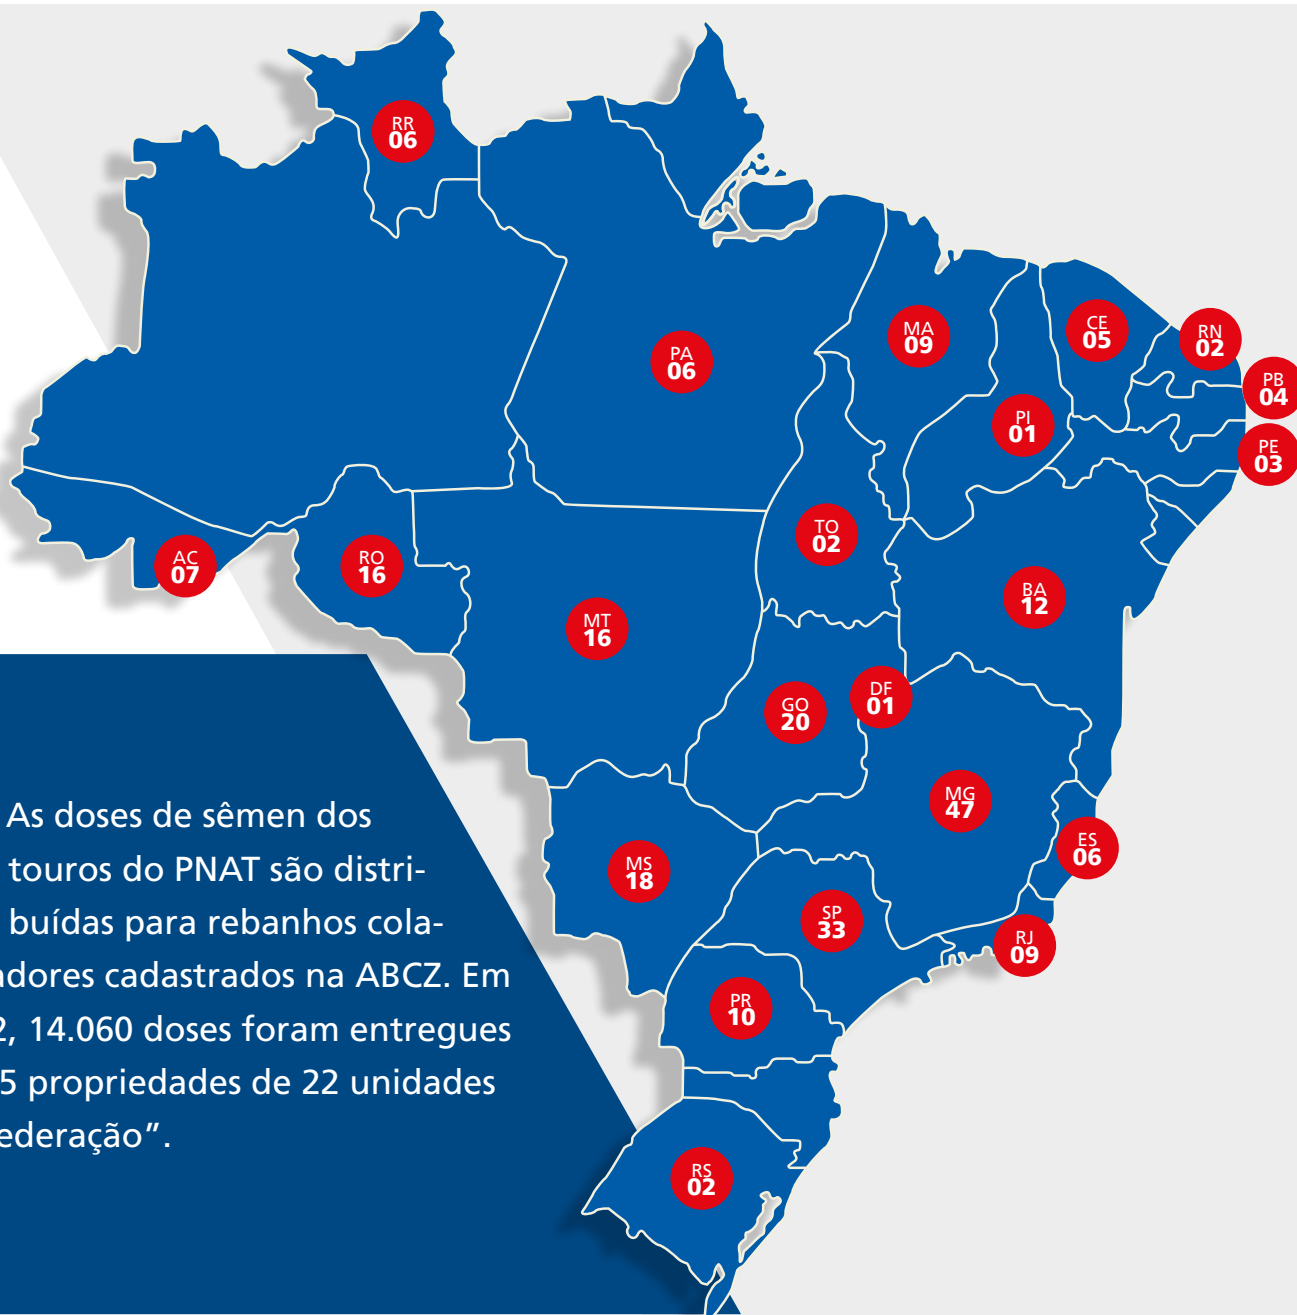 RR
06
PA
06
MA
09
CE
05
RN
02
PB
04
PI
01
PE
03
TO
02
AC
07
RO
16
BA
12
MT
16
DF
01
GO
20
MG
47
ES
06
MS
18
SP
33
RJ
09
PR
10
RS
02
As doses de sêmen dos
touros do PNAT são distri-
buídas para rebanhos cola-
adores cadastrados na ABCZ. Em
2, 14.060 doses foram entregues
5 propriedades de 22 unidades
ederação”.